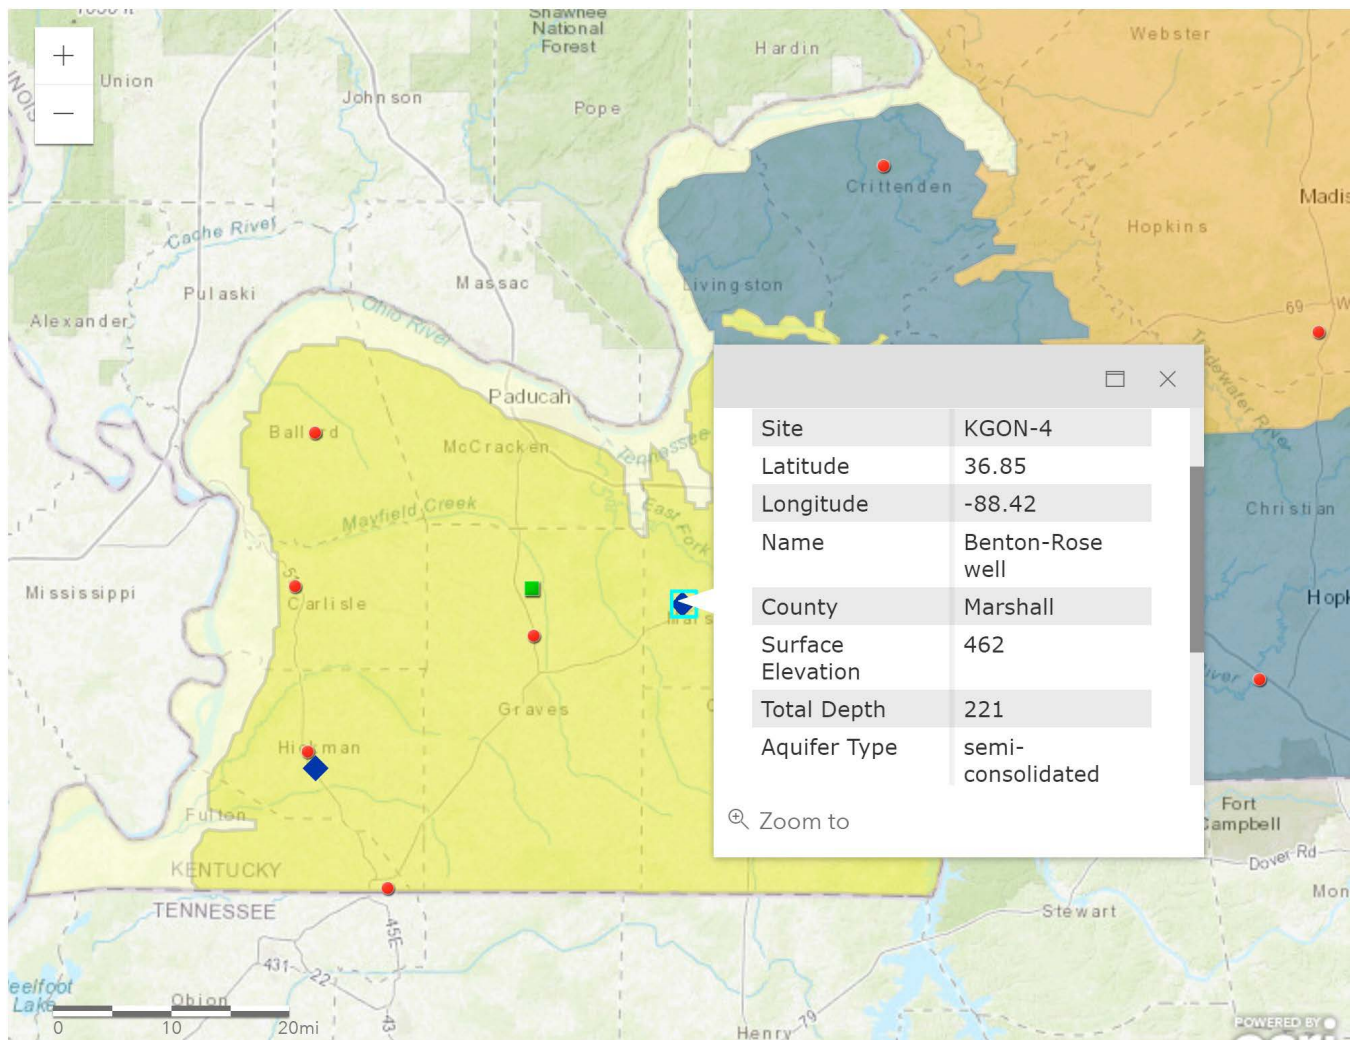 Shawnee
National
Forest
Hardin
Webster
Union
Johnson
Pope
Crittenden
Madis
Hopkins
Cache River
Massac
Livingston
Pulaski
Ohio River
69
Alexander
Tradewater River
Paducah
Ballard
McCracken
Tennessee
Mayfield Creek
East Fork
Christian
Mississippi
Carlisle
Hopk
Graves
Hickman
Fulton
KENTUCKY
TENNESSEE
Site KGON-4
Latitude 36.85
Longitude -88.42
Name Benton-Rose
well
County Marshall
Surface 462
Elevation
Total Depth 221
Aquifer Type semi-
consolidated
Zoom to
Fort
Campbell
Dover Rd
Mon
Stewart
45E
431
22
eelfoot
Lake
Obion
0 10 20mi
43
Henry
79
POWERED BY
esri